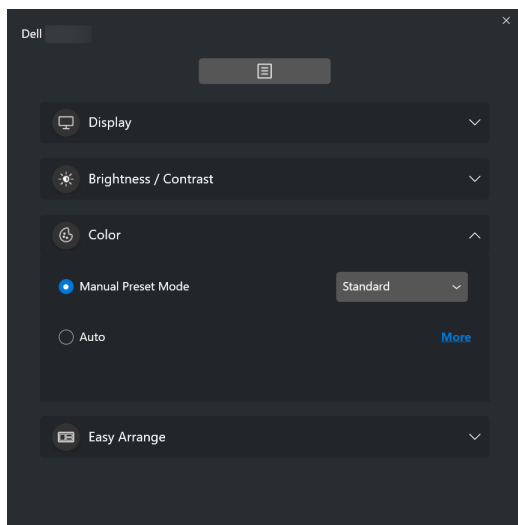 Dell
Display
Brightness / Contrast
Color
Manual Preset Mode
Standard
Auto
More
Easy Arrange